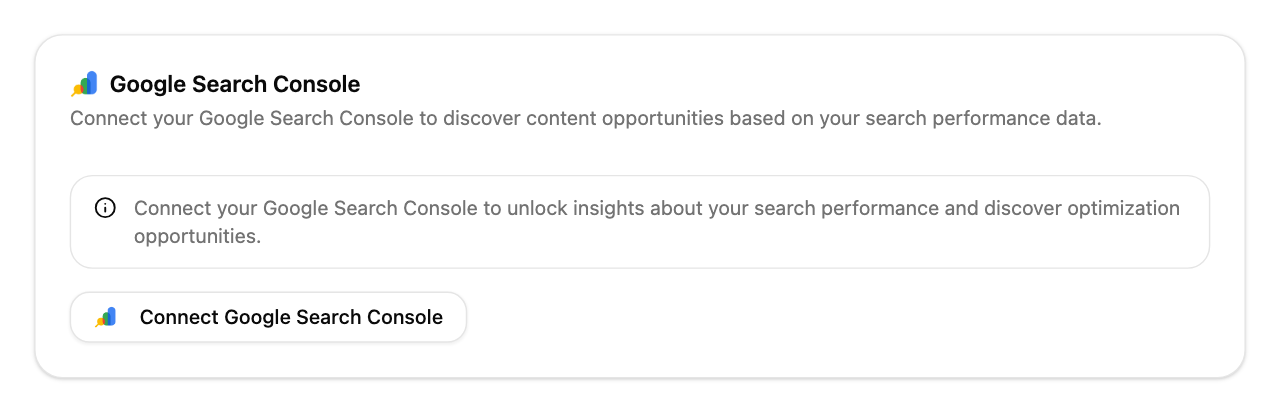 Google Search Console
Connect your Google Search Console to discover content opportunities based on your search performance data.
Connect your Google Search Console to unlock insights about your search performance and discover optimization
opportunities.
Connect Google Search Console